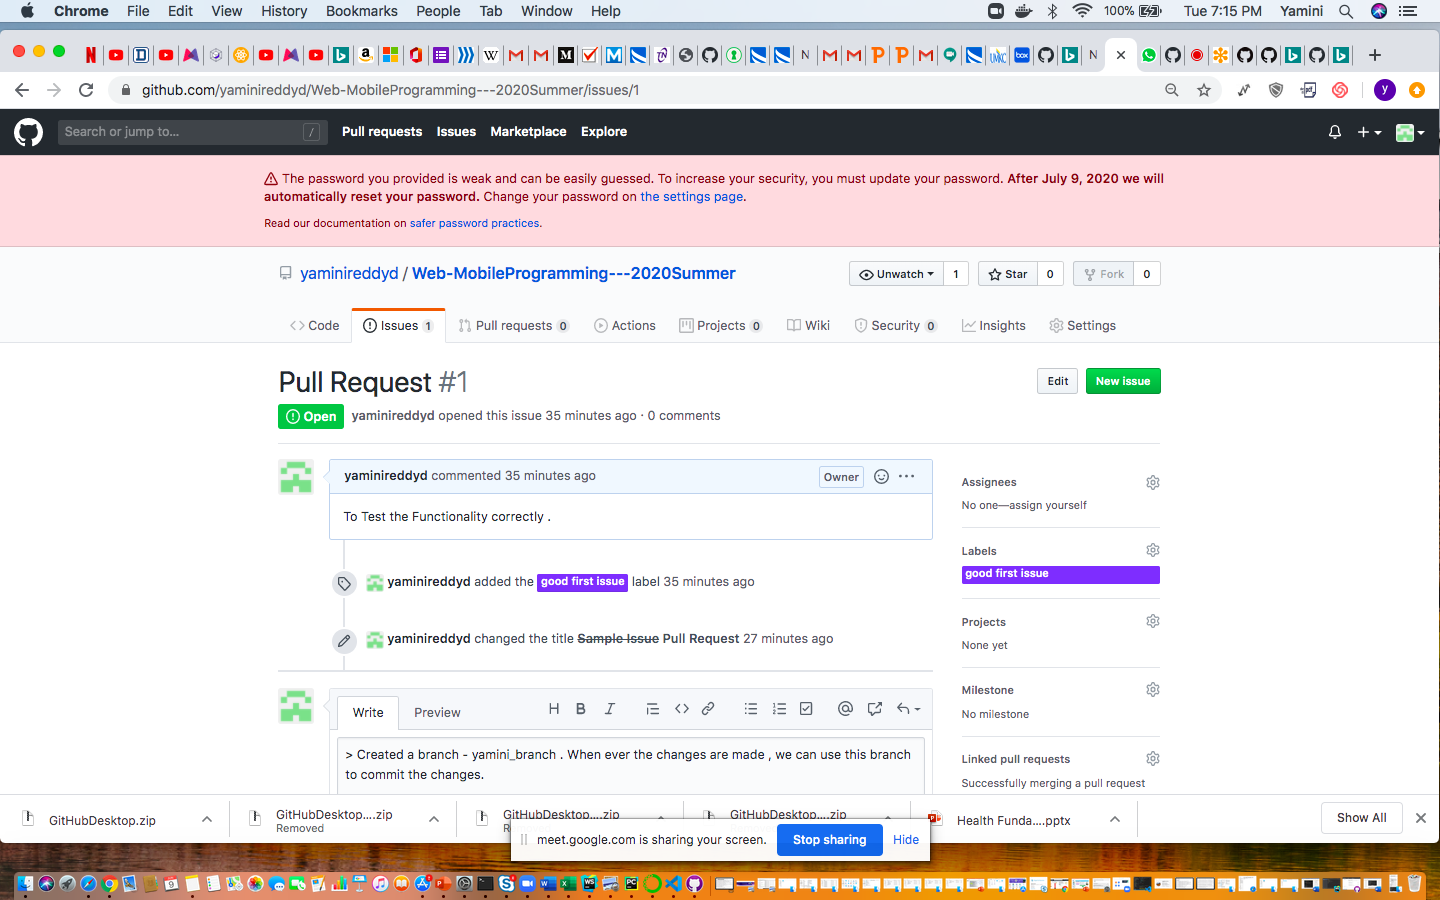 Chrome File Edit View History Bookmarks People Tab Window Help 100% Tue 7:15 PM Yamini
github.com/yaminireddyd/Web-MobileProgramming---2020Summer/issues/1
Search or jump to... / Pull requests Issues Marketplace Explore
The password you provided is weak and can be easily guessed. To increase your security, you must update your password. After July 9, 2020 we will
automatically reset your password. Change your password on the settings page.
Read our documentation on safer password practices.
yaminireddyd / Web-MobileProgramming---2020Summer Unwatch 1 Star 0 Fork 0
Code Issues 1 Pull requests 0 Actions Projects 0 Wiki Security 0 Insights Settings
Pull Request #1 Edit New issue
Open yaminireddyd opened this issue 35 minutes ago · 0 comments
yaminireddyd commented 35 minutes ago Owner
To Test the Functionality correctly .
yaminireddyd added the good first issue label 35 minutes ago
yaminireddyd changed the title Sample Issue Pull Request 27 minutes ago
Assignees
No one—assign yourself
Labels
good first issue
Projects
None yet
Milestone
No milestone
Linked pull requests
Successfully merging a pull request
Write Preview
> Created a branch - yamini_branch . When ever the changes are made , we can use this branch
to commit the changes.
GitHubDesktop.zip
GitHubDesktop....zip
Removed
GitHubDesktop....zip
GitHubDesktop....zip
Health Funda....pptx
Show All
meet.google.com is sharing your screen. Stop sharing Hide